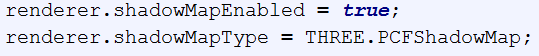 renderer.shadowMapEnabled = true;
renderer.shadowMapType = THREE.PCFShadowMap;